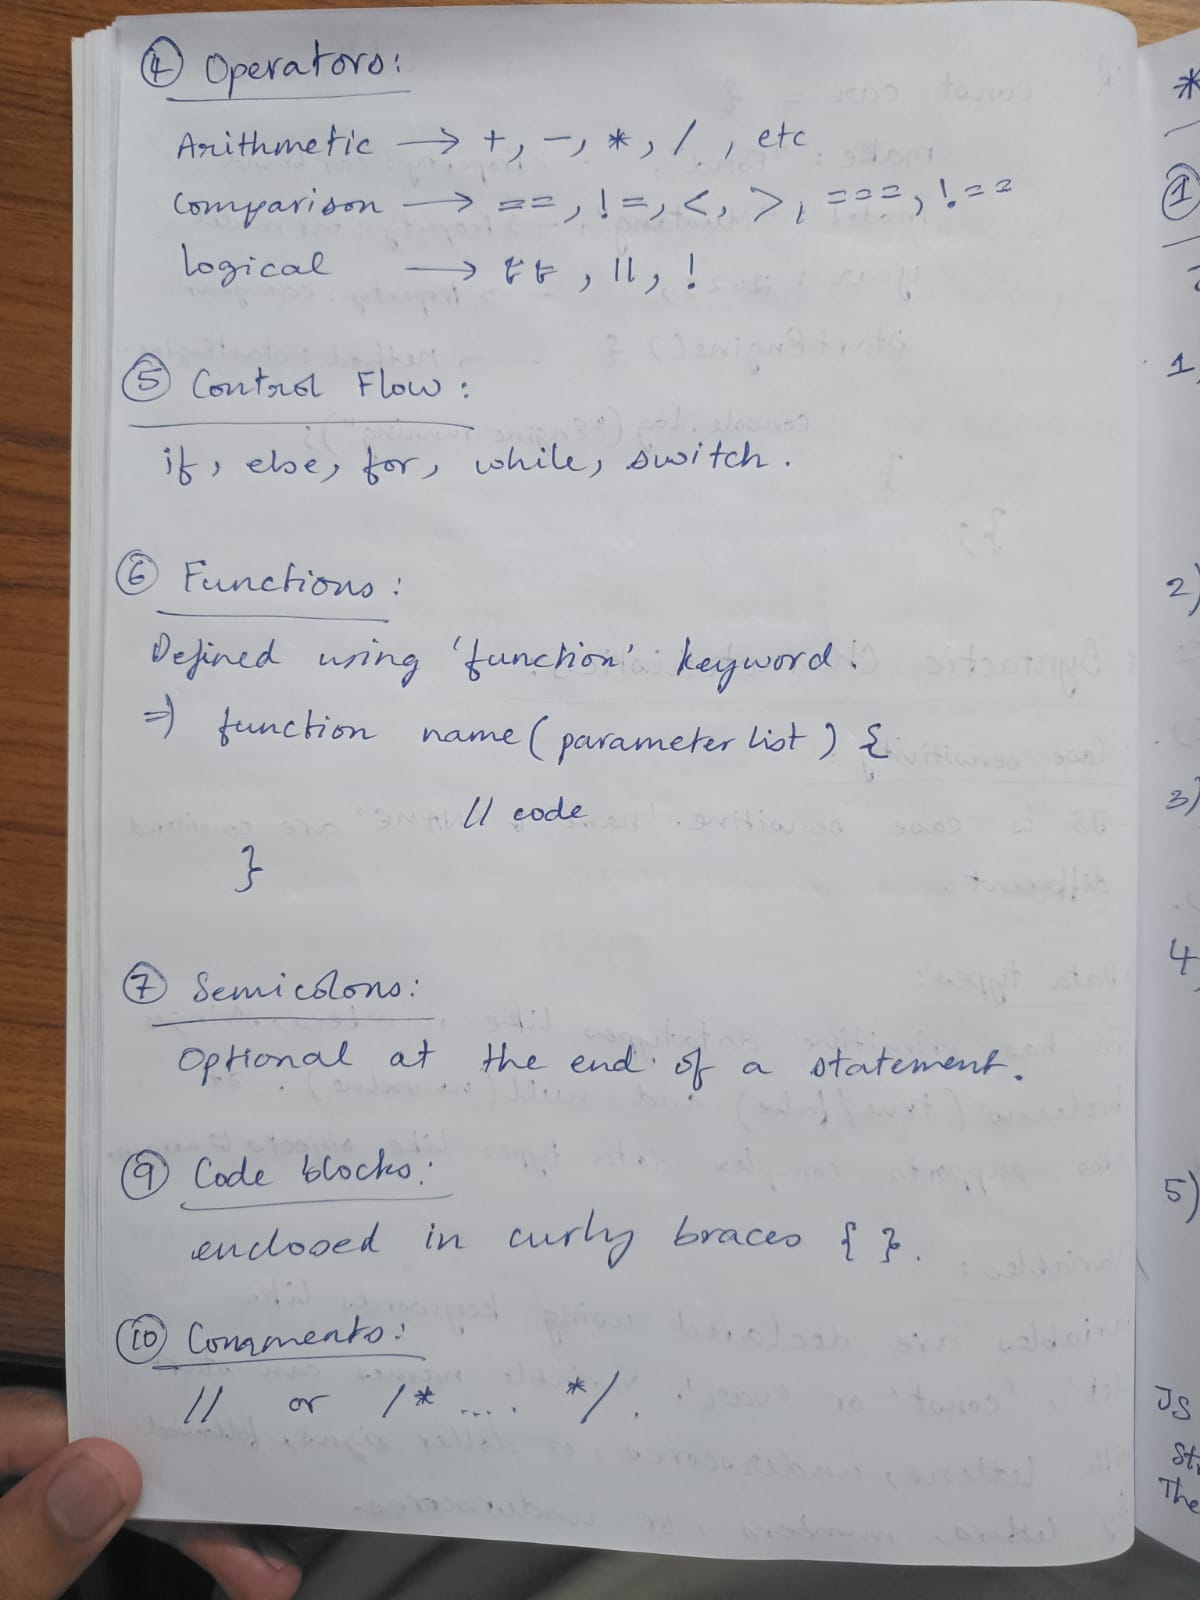 ④ Operators:
Arithmetic → +, -, *, /, etc
Comparison → ==, !=, <, >, ===, !==
logical → &&, ||, !
⑤ Control Flow:
if, else, for, while, switch.
⑥ Functions:
Defined using 'function' keyword.
⇒ function name ( parameter list ) {
// code
}
⑦ Semicolons:
Optional at the end of a statement.
⑨ Code blocks:
enclosed in curly braces { }.
⑩ Comments:
// or /* .... */.
*
①
1,
2)
3)
4,
5)
JS
The